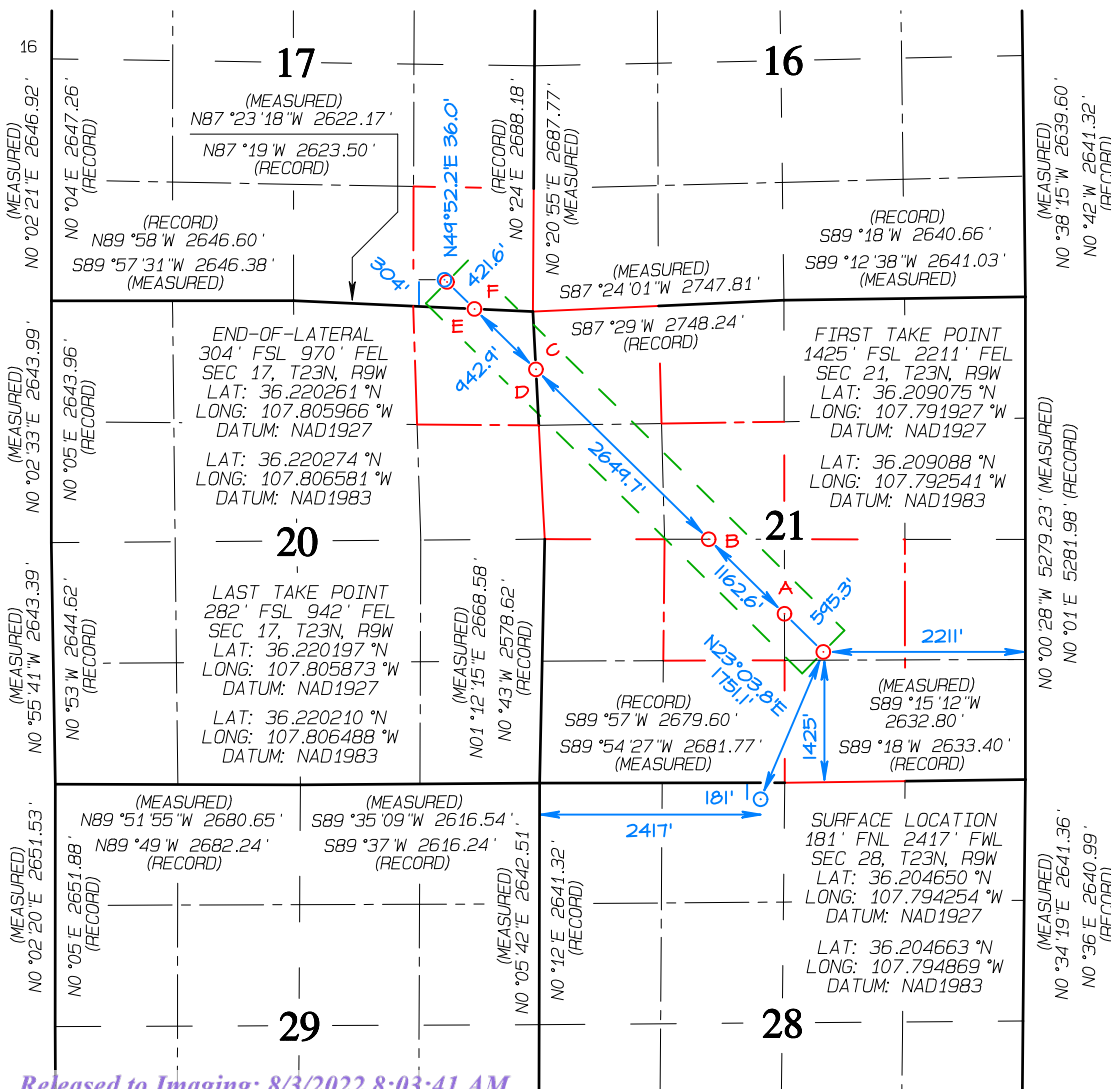 16
17
16
(MEASURED)
N0°02'21"E 2646.92'
N0°04'E 2647.26'
(RECORD)
(MEASURED)
N87°23'18"W 2622.17'
N87°19'W 2623.50'
(RECORD)
N49°52.2'E 36.0'
(RECORD)
N0°24'E 2688.18'
N0°20'55"E 2687.77'
(MEASURED)
(MEASURED)
N0°38'15"W 2639.60'
N0°42'W 2641.32'
(RECORD)
(RECORD)
N89°58'W 2646.60'
S89°57'31"W 2646.38'
(MEASURED)
304'
421.6'
(MEASURED)
S87°24'01"W 2747.81'
S87°29'W 2748.24'
(RECORD)
(RECORD)
S89°18'W 2640.66'
S89°12'38"W 2641.03'
(MEASURED)
F
E
C
D
942.9'
END-OF-LATERAL
304' FSL 970' FEL
SEC 17, T23N, R9W
LAT: 36.220261°N
LONG: 107.805966°W
DATUM: NAD1927
LAT: 36.220274°N
LONG: 107.806581°W
DATUM: NAD1983
FIRST TAKE POINT
1425' FSL 2211' FEL
SEC 21, T23N, R9W
LAT: 36.209075°N
LONG: 107.791927°W
DATUM: NAD1927
LAT: 36.209088°N
LONG: 107.792541°W
DATUM: NAD1983
(MEASURED)
N0°02'33"E 2643.99'
N0°05'E 2643.96'
(RECORD)
2649.7'
20
21
B
A
1162.6'
595.3'
N0°00'28"W 5279.23' (MEASURED)
N0°01'E 5281.98' (RECORD)
LAST TAKE POINT
282' FSL 942' FEL
SEC 17, T23N, R9W
LAT: 36.220197°N
LONG: 107.805873°W
DATUM: NAD1927
LAT: 36.220210°N
LONG: 107.806488°W
DATUM: NAD1983
(MEASURED)
N0°55'41"W 2643.39'
N0°53'W 2644.62'
(RECORD)
(MEASURED)
N01°12'15"E 2668.58'
N0°43'W 2578.62'
(RECORD)
2211'
N23°03.8'E
1751.1'
1425'
(RECORD)
S89°57'W 2679.60'
S89°54'27"W 2681.77'
(MEASURED)
(MEASURED)
S89°15'12"W
2632.80'
S89°18'W 2633.40'
(RECORD)
181'
2417'
(MEASURED)
N89°51'55"W 2680.65'
N89°49'W 2682.24'
(RECORD)
(MEASURED)
S89°35'09"W 2616.54'
S89°37'W 2616.24'
(RECORD)
SURFACE LOCATION
181' FNL 2417' FWL
SEC 28, T23N, R9W
LAT: 36.204650°N
LONG: 107.794254°W
DATUM: NAD1927
LAT: 36.204663°N
LONG: 107.794869°W
DATUM: NAD1983
(MEASURED)
N0°02'20"E 2651.53'
N0°05'E 2651.88'
(RECORD)
(MEASURED)
N0°05'42"E 2642.51'
N0°12'E 2641.32'
(RECORD)
(MEASURED)
N0°34'19"E 2641.36'
N0°36'E 2640.99'
(RECORD)
29
28
Released to Imaging: 8/3/2022 8:03:41 AM